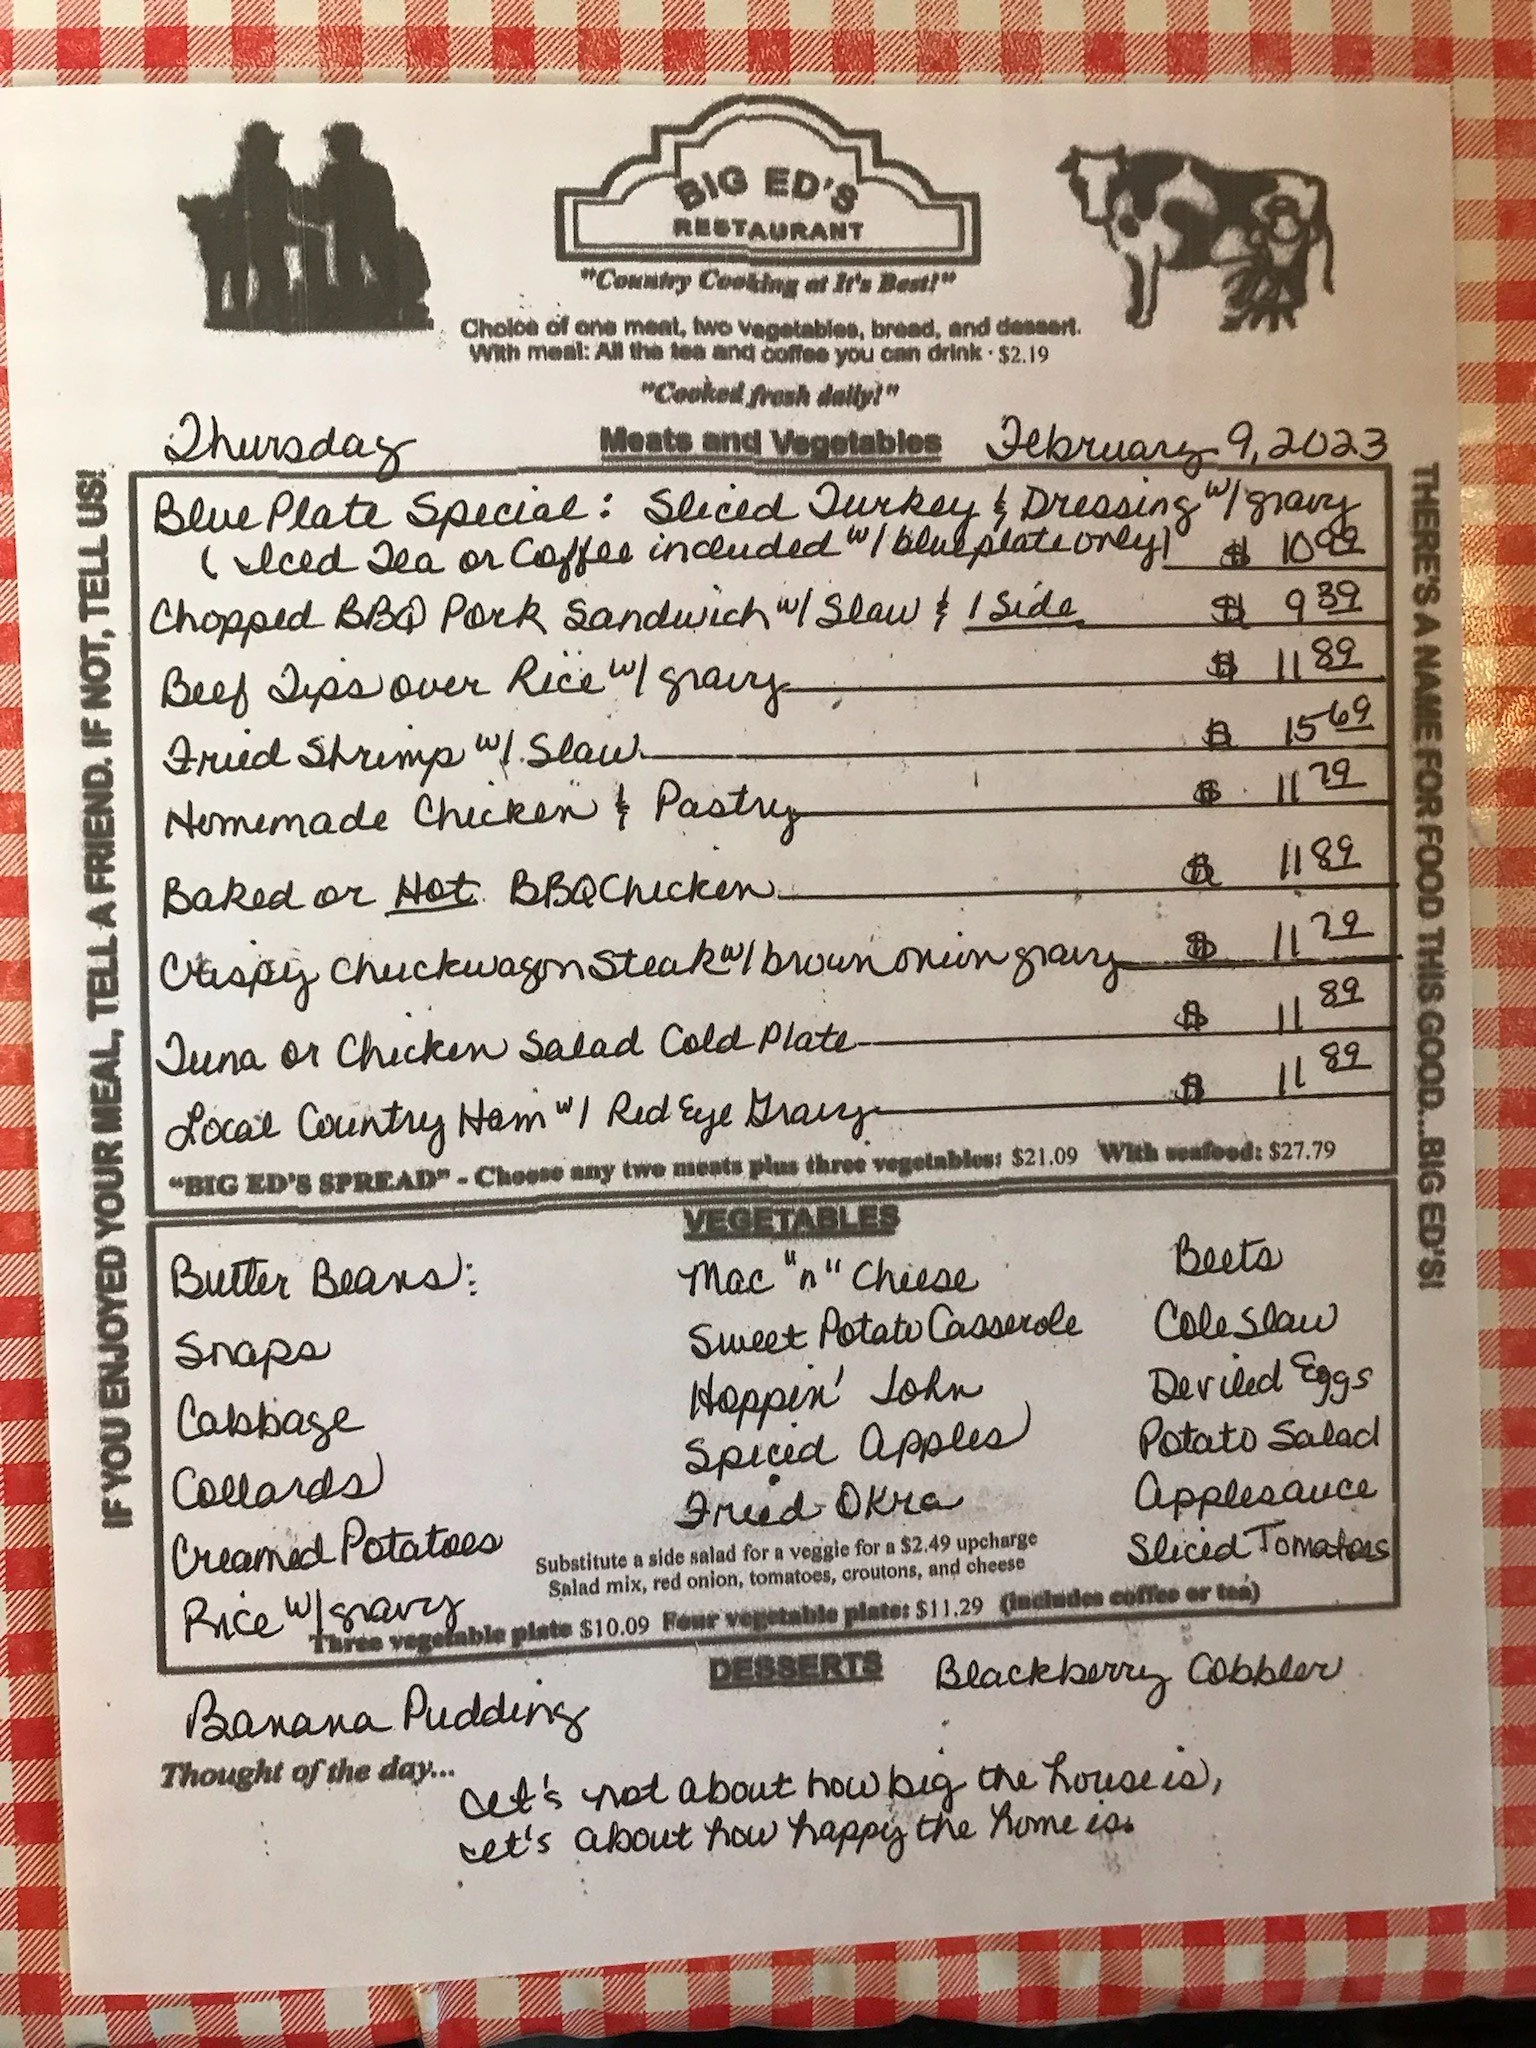 BIG ED'S
RESTAURANT
"Country Cooking at It's Best!"
Choice of one meat, two vegetables, bread, and dessert.
With meal: All the tea and coffee you can drink · $2.19
"Cooked fresh daily!"
Thursday Meats and Vegetables February 9, 2023
IF YOU ENJOYED YOUR MEAL, TELL A FRIEND. IF NOT, TELL US!
Blue Plate Special: Sliced Turkey & Dressing w/ gravy
(Iced Tea or Coffee included w/ blue plate only) $ 10 99
Chopped BBQ Pork Sandwich w/ Slaw & 1 Side $ 9 39
Beef Tips over Rice w/ gravy $ 11 89
Fried Shrimp w/ Slaw $ 15 69
Homemade Chicken & Pastry $ 11 79
Baked or Hot BBQ Chicken $ 11 89
Crispy Chuckwagon Steak w/ brown onion gravy $ 11 79
Tuna or Chicken Salad Cold Plate $ 11 89
Local Country Ham w/ Red Eye Gravy $ 11 89
"BIG ED'S SPREAD" - Choose any two meats plus three vegetables: $21.09 With seafood: $27.79
THERE'S A NAME FOR FOOD THIS GOOD...BIG ED'S!
VEGETABLES
Butter Beans
Snaps
Cabbage
Collards
Creamed Potatoes
Rice w/ gravy
Mac "n" Cheese
Sweet Potato Casserole
Hoppin' John
Spiced Apples
Fried Okra
Beets
Cole Slaw
Deviled Eggs
Potato Salad
Applesauce
Sliced Tomatoes
Substitute a side salad for a veggie for a $2.49 upcharge
Salad mix, red onion, tomatoes, croutons, and cheese
Three vegetable plate $10.09 Four vegetable plate: $11.29 (includes coffee or tea)
DESSERTS
Banana Pudding
Blackberry Cobbler
Thought of the day...
Let's not about how big the house is,
Let's about how happy the home is.